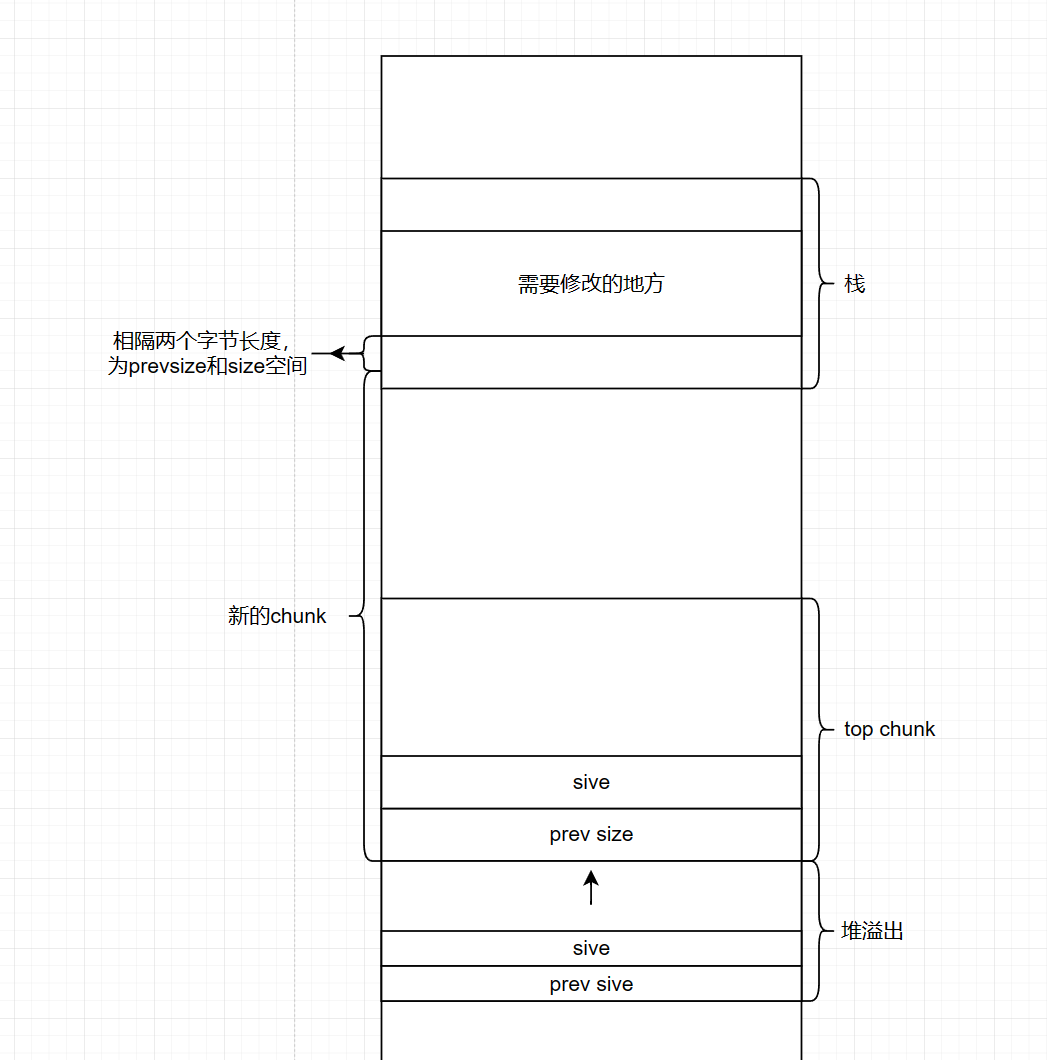 需要修改的地方
栈
相隔两个字节长度，
为prevsize和size空间
新的chunk
top chunk
sive
prev size
堆溢出
sive
prev sive